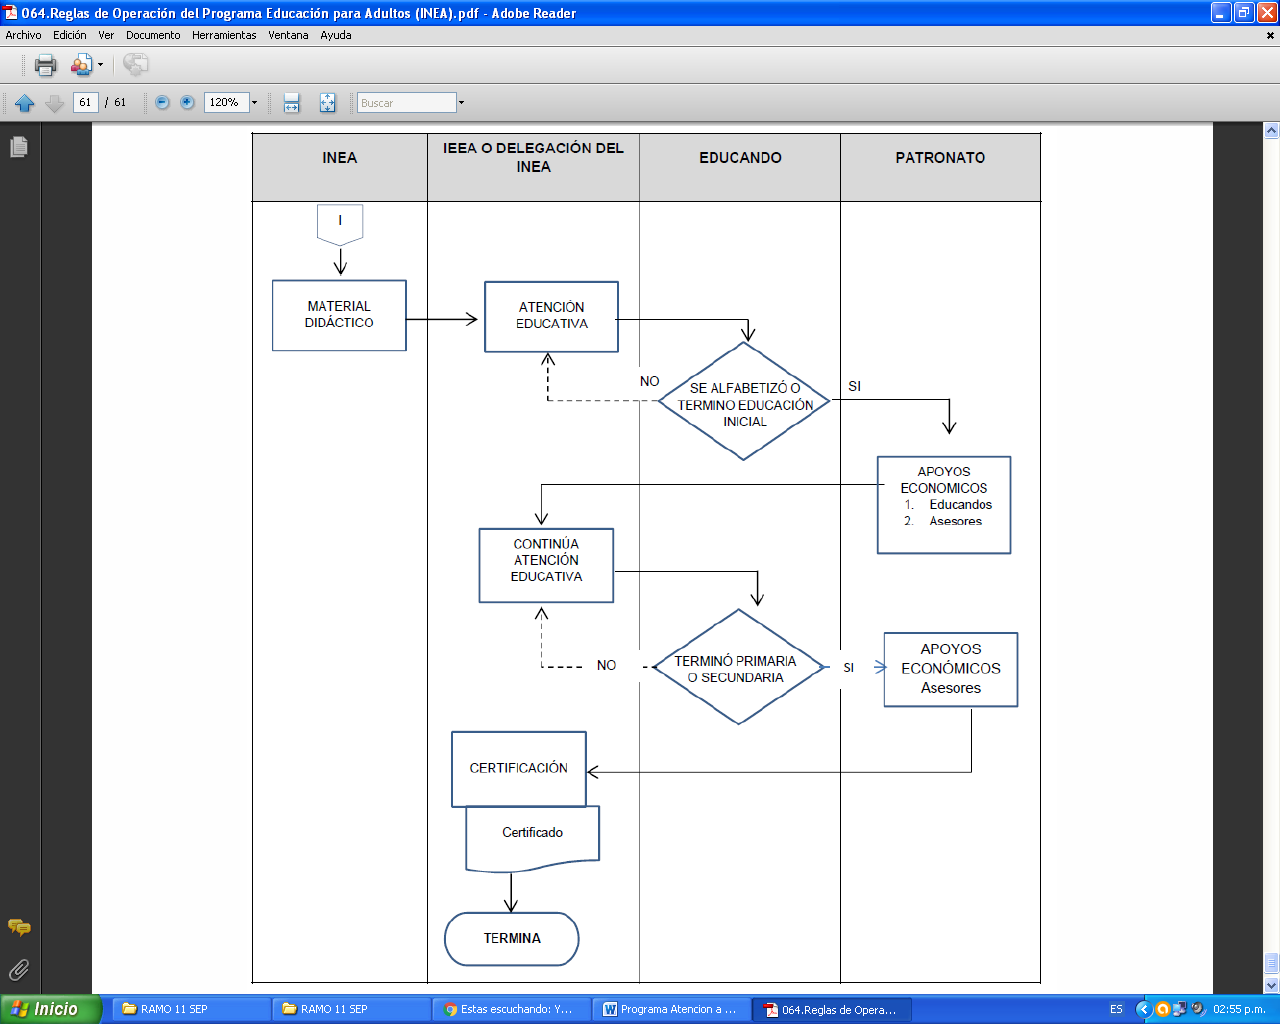 064.Reglas de Operación del Programa Educación para Adultos (INEA).pdf - Adobe Reader
Archivo Edición Ver Documento Herramientas Ventana Ayuda
61 / 61 120% Buscar
INEA
IEEA O DELEGACIÓN DEL
INEA
EDUCANDO
PATRONATO
I
MATERIAL
DIDÁCTICO
ATENCIÓN
EDUCATIVA
NO
SE ALFABETIZÓ O
TERMINO EDUCACIÓN
INICIAL
SI
APOYOS
ECONOMICOS
1. Educandos
2. Asesores
CONTINÚA
ATENCIÓN
EDUCATIVA
NO
TERMINÓ PRIMARIA
O SECUNDARIA
SI
APOYOS
ECONÓMICOS
Asesores
CERTIFICACIÓN
Certificado
TERMINA
Inicio
RAMO 11 SEP
RAMO 11 SEP
Estas escuchando: Y...
Programa Atencion a ...
064.Reglas de Opera...
ES
02:55 p.m.